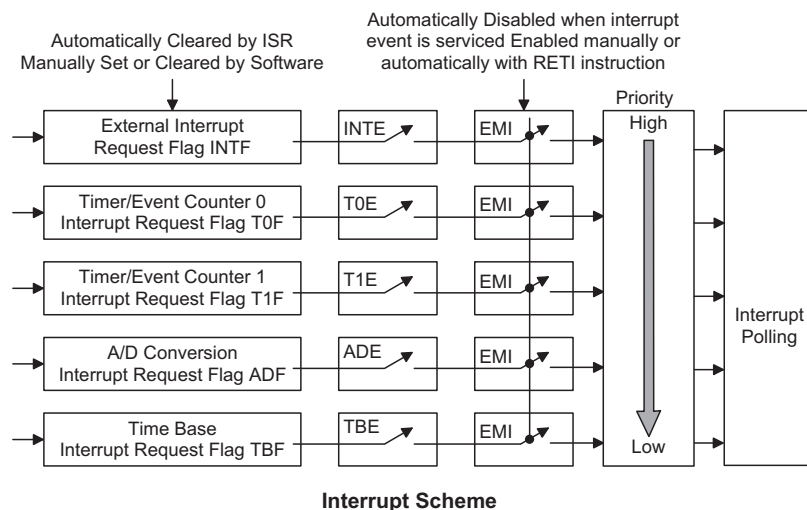 Automatically Cleared by ISR
Manually Set or Cleared by Software
Automatically Disabled when interrupt
event is serviced Enabled manually or
automatically with RETI instruction
Priority
External Interrupt
Request Flag INTF
INTE
EMI
High
Timer/Event Counter 0
Interrupt Request Flag T0F
T0E
EMI
Timer/Event Counter 1
Interrupt Request Flag T1F
T1E
EMI
Interrupt
Polling
A/D Conversion
Interrupt Request Flag ADF
ADE
EMI
Time Base
Interrupt Request Flag TBF
TBE
EMI
Low
Interrupt Scheme